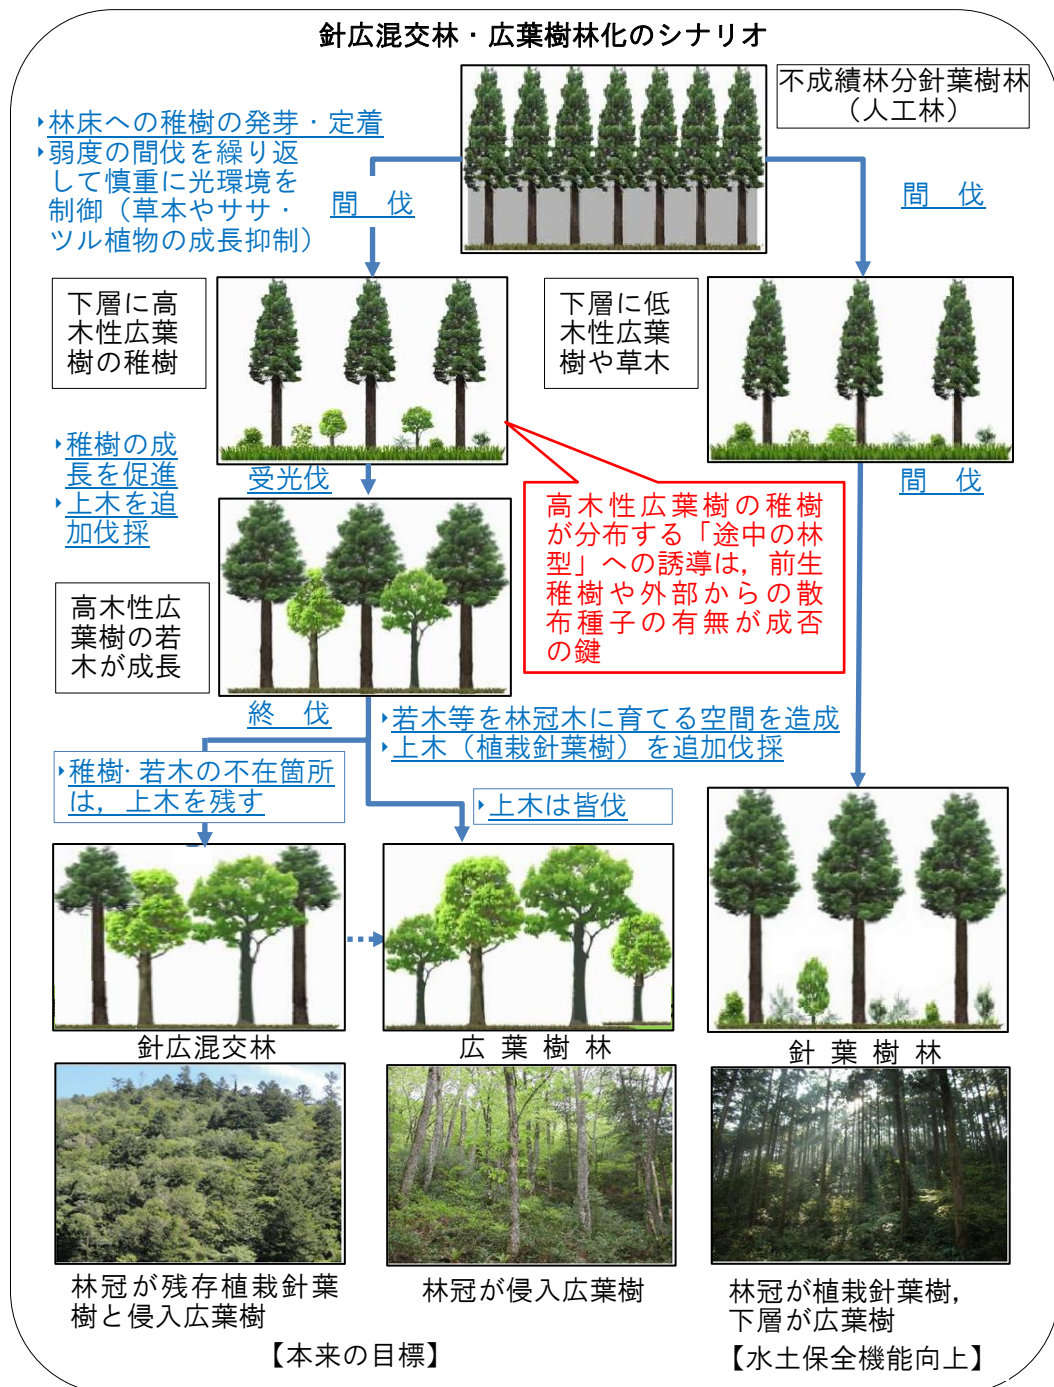 針広混交林・広葉樹林化のシナリオ
不成績林分針葉樹林
（人工林）
‣林床への稚樹の発芽・定着
‣弱度の間伐を繰り返
して慎重に光環境を
制御（草本やササ・
ツル植物の成長抑制）
間　伐
間　伐
下層に高
木性広葉
樹の稚樹
下層に低
木性広葉
樹や草木
‣稚樹の成
長を促進
‣上木を追
加伐採
受光伐
間　伐
高木性広葉樹の稚樹
が分布する「途中の林
型」への誘導は，前生
稚樹や外部からの散
布種子の有無が成否
の鍵
高木性広
葉樹の若
木が成長
終　伐
‣若木等を林冠木に育てる空間を造成
‣上木（植栽針葉樹）を追加伐採
‣稚樹・若木の不在箇所
は，上木を残す
‣上木は皆伐
針広混交林
広葉樹林
針葉樹林
林冠が残存植栽針葉
樹と侵入広葉樹
林冠が侵入広葉樹
林冠が植栽針葉樹，
下層が広葉樹
【本来の目標】
【水土保全機能向上】